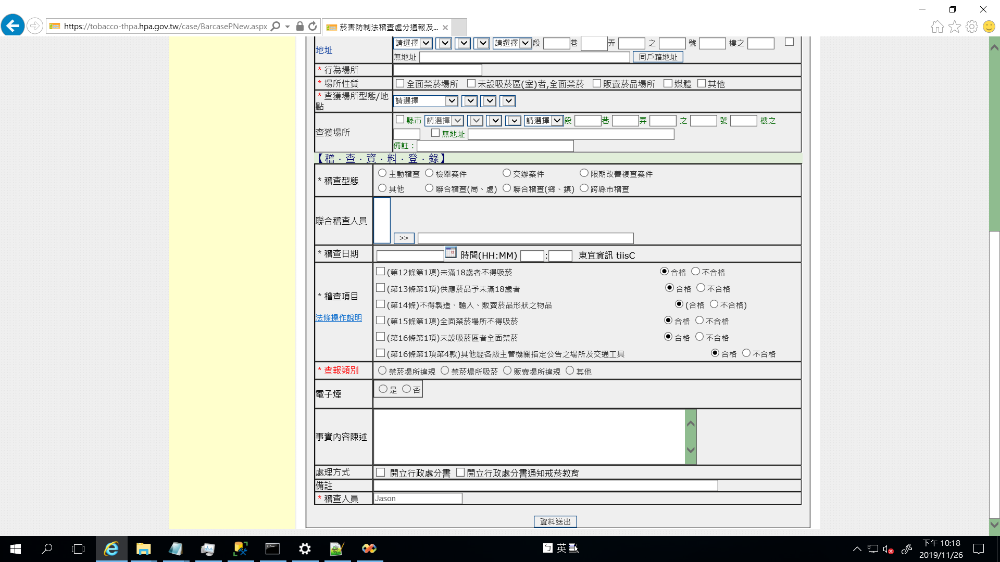 https://tobacco-thpa.hpa.gov.tw/case/BarcasePNew.aspx
菸害防制法稽查處分通報及...
地址
請選擇 請選擇 段 巷 弄 之 號 樓之
無地址 同戶籍地址
* 行為場所
* 場所性質 全面禁菸場所 未設吸菸區(室)者,全面禁菸 販賣菸品場所 媒體 其他
* 查獲場所型態/地點 請選擇
查獲場所
縣市 請選擇 請選擇 段 巷 弄 之 號 樓之
無地址
備註：
【稽．查．資．料．登．錄】
* 稽查型態
主動稽查 檢舉案件 交辦案件 限期改善複查案件
其他 聯合稽查(局、處) 聯合稽查(鄉、鎮) 跨縣市稽查
聯合稽查人員
>>
* 稽查日期 時間(HH:MM) : 東宜資訊 tiisC
* 稽查項目
法條操作說明
(第12條第1項)未滿18歲者不得吸菸 合格 不合格
(第13條第1項)供應菸品予未滿18歲者 合格 不合格
(第14條)不得製造、輸入、販賣菸品形狀之物品 (合格 不合格)
(第15條第1項)全面禁菸場所不得吸菸 合格 不合格
(第16條第1項)未設吸菸區者全面禁菸 合格 不合格
(第16條第1項第4款)其他經各級主管機關指定公告之場所及交通工具 合格 不合格
* 查報類別 禁菸場所違規 禁菸場所吸菸 販賣場所違規 其他
電子煙 是 否
事實內容陳述
處理方式 開立行政處分書 開立行政處分書通知戒菸教育
備註
* 稽查人員 Jason
資料送出
ㄅ 英
下午 10:18
2019/11/26